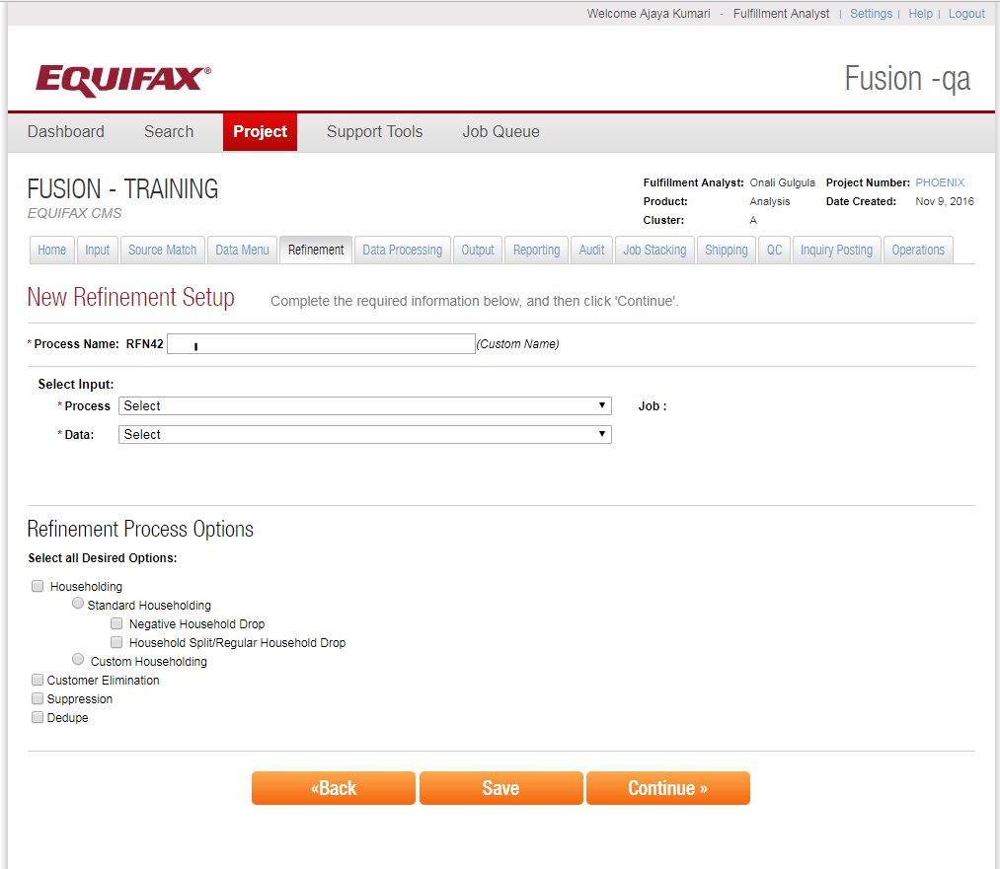 Welcome Ajaya Kumari - Fulfillment Analyst | Settings | Help | Logout
EQUIFAX®
Fusion -qa
Dashboard Search Project Support Tools Job Queue
FUSION - TRAINING
EQUIFAX CMS
Fulfillment Analyst: Onali Gulgula Project Number: PHOENIX
Product: Analysis Date Created: Nov 9, 2016
Cluster: A
Home Input Source Match Data Menu Refinement Data Processing Output Reporting Audit Job Stacking Shipping QC Inquiry Posting Operations
New Refinement Setup Complete the required information below, and then click 'Continue'.
* Process Name: RFN42 (Custom Name)
Select Input:
* Process Select Job :
* Data: Select
Refinement Process Options
Select all Desired Options:
Householding
Standard Householding
Negative Household Drop
Household Split/Regular Household Drop
Custom Householding
Customer Elimination
Suppression
Dedupe
«Back Save Continue »